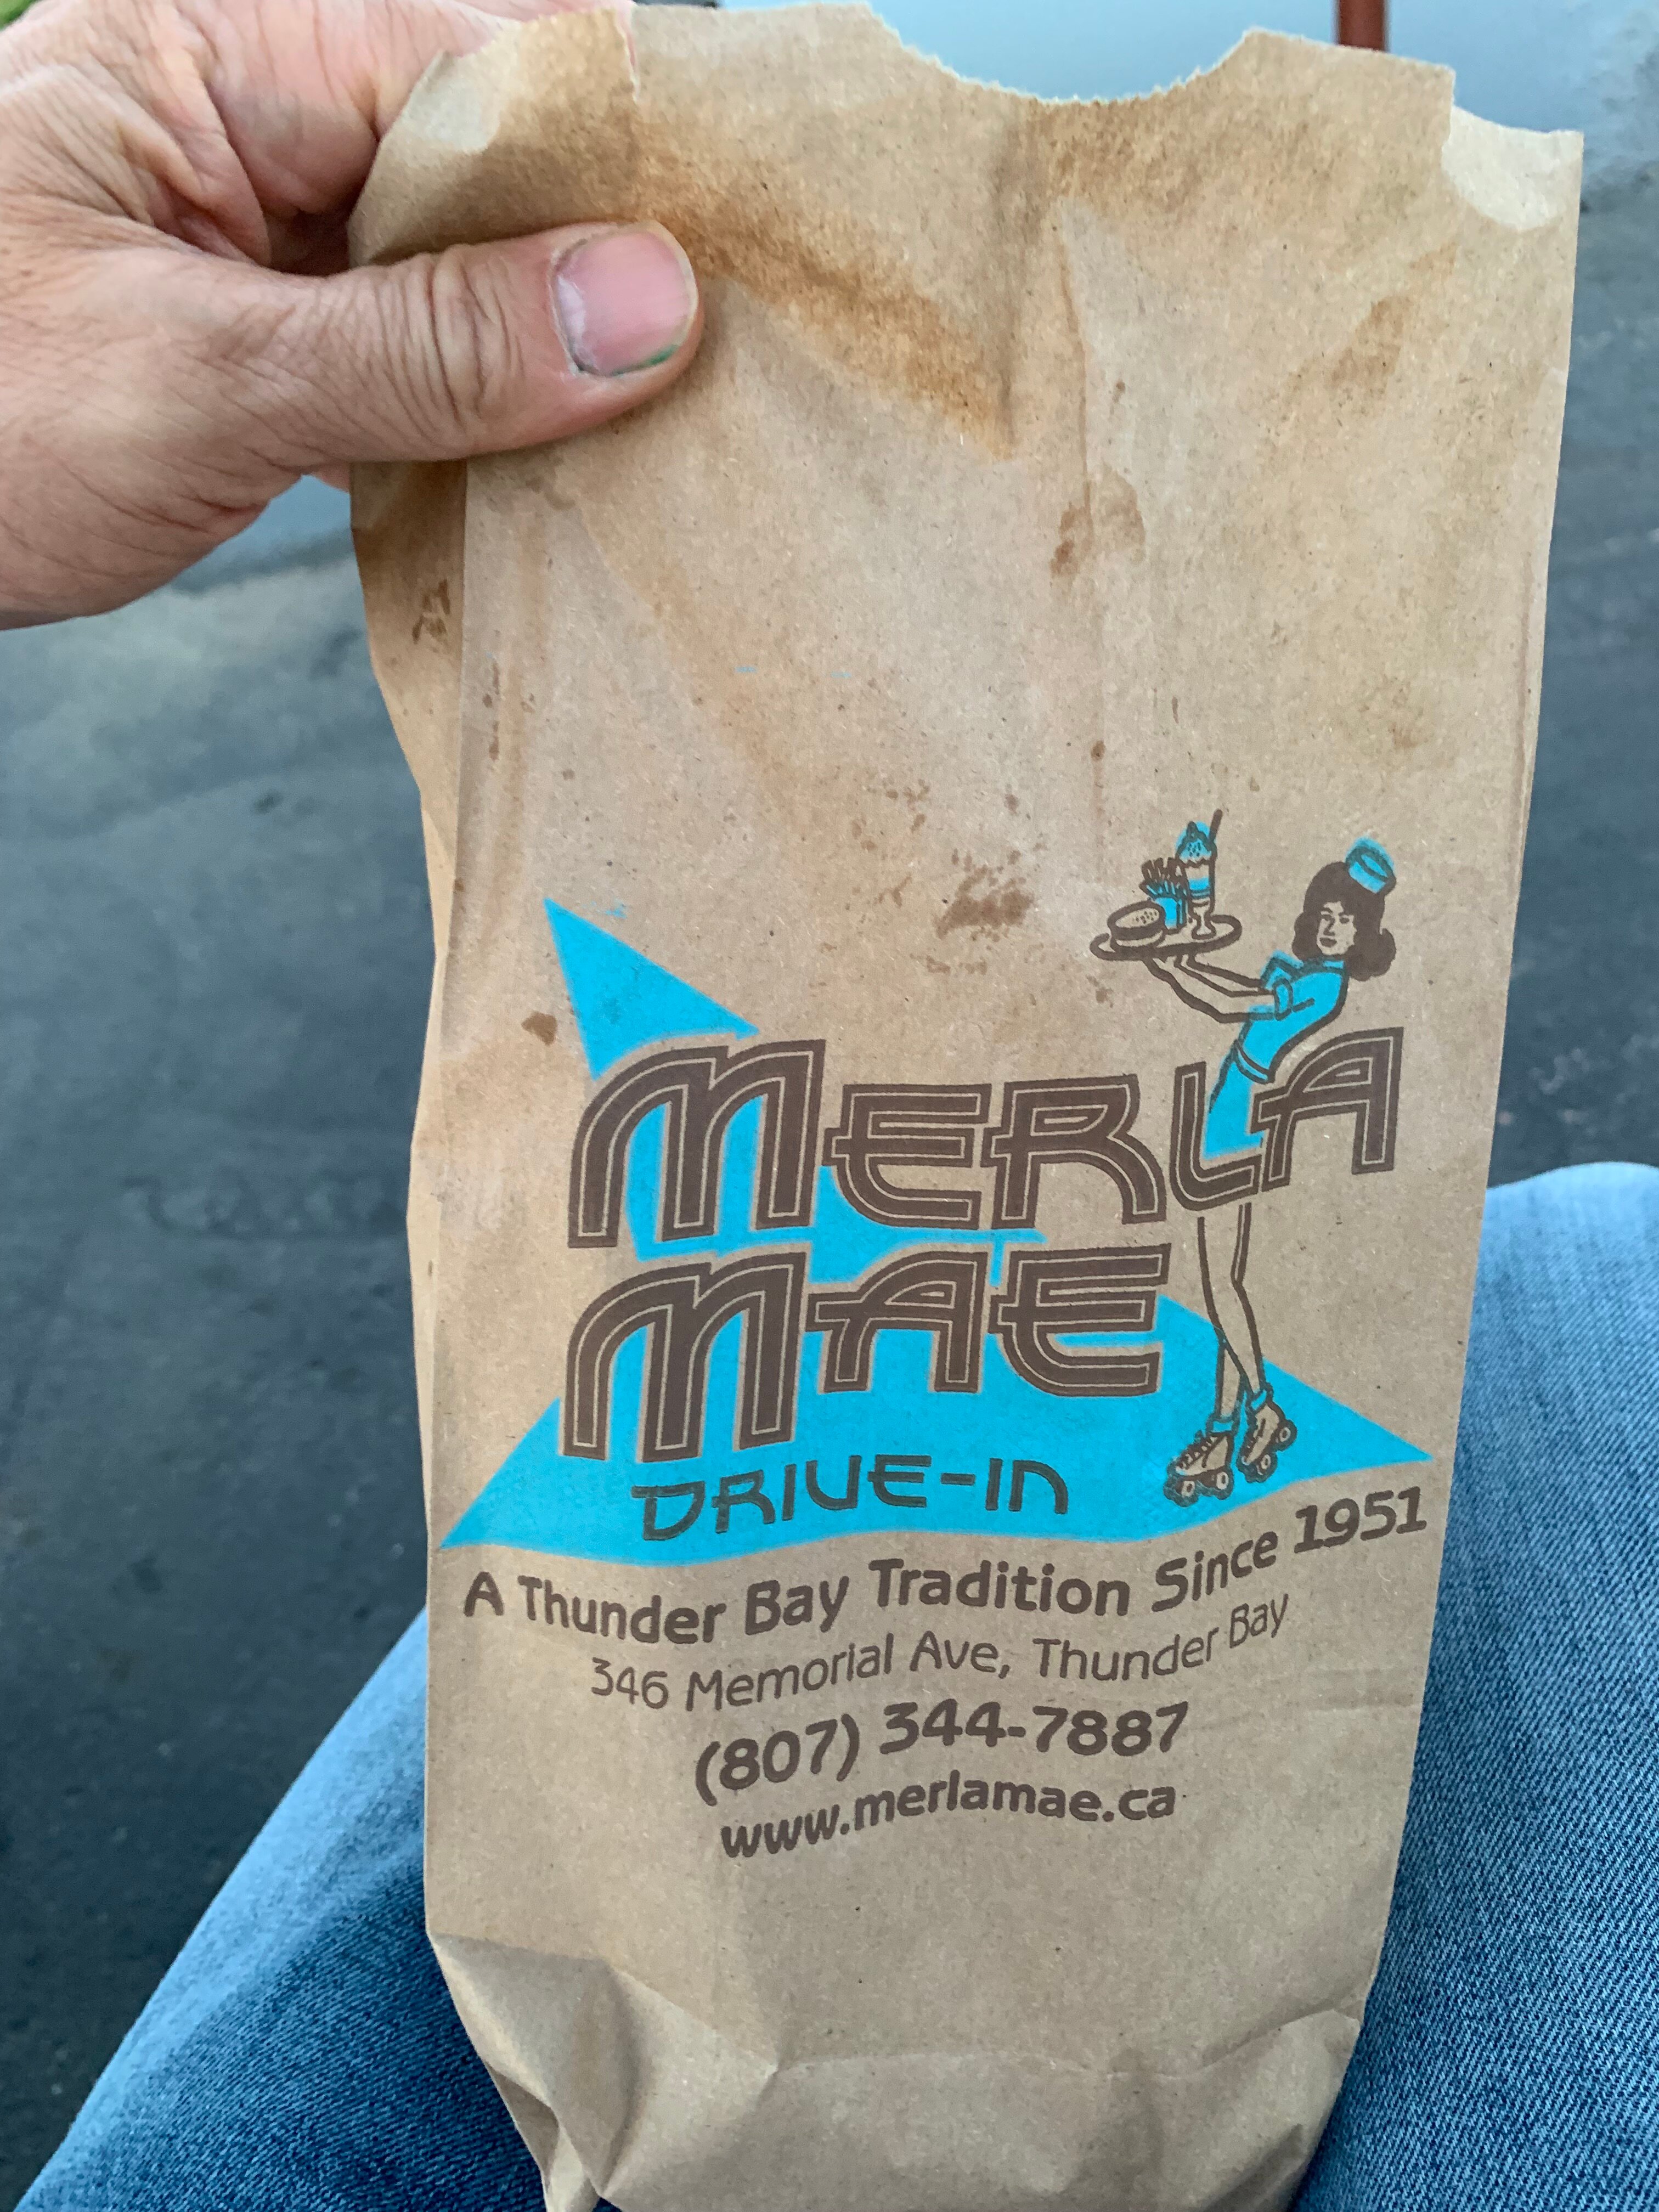 MERLA
MAE
DRIVE-IN
A Thunder Bay Tradition Since 1951
346 Memorial Ave, Thunder Bay
(807) 344-7887
www.merlamae.ca